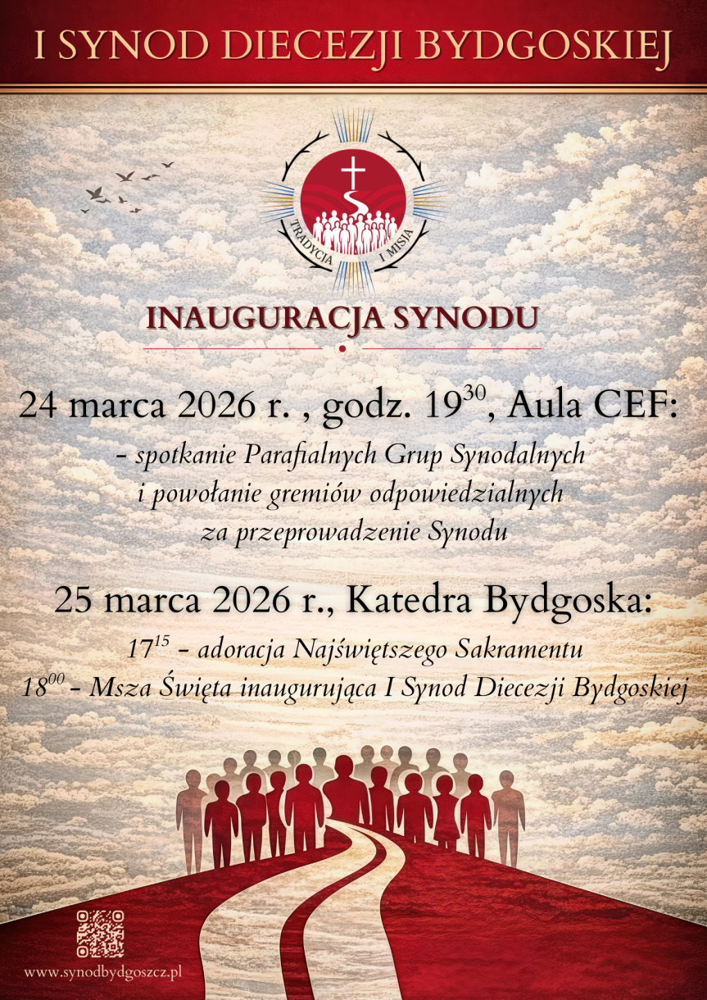 I SYNOD DIECEZJI BYDGOSKIEJ
TRADYCJA I MISJA
INAUGURACJA SYNODU
24 marca 2026 r. , godz. 19³⁰, Aula CEF:
- spotkanie Parafialnych Grup Synodalnych
i powołanie gremiów odpowiedzialnych
za przeprowadzenie Synodu
25 marca 2026 r., Katedra Bydgoska:
17¹⁵ - adoracja Najświętszego Sakramentu
18⁰⁰ - Msza Święta inaugurująca I Synod Diecezji Bydgoskiej
www.synodbydgoszcz.pl